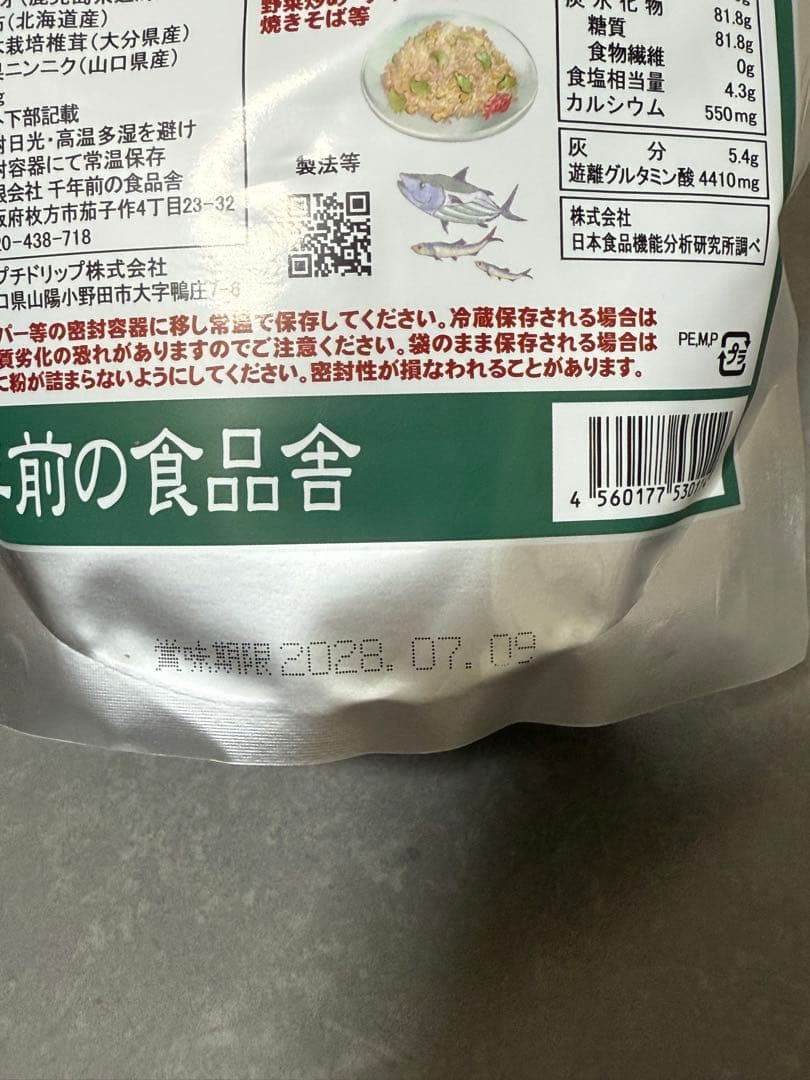 (北海道産)
栽培椎茸(大分県産)
ニンニク(山口県産)
g
下部記載
日光・高温多湿を避け
容器にて常温保存
会社 千年前の食品舎
府枚方市茄子作4丁目23-32
20-438-718
プチドリップ株式会社
口県山陽小野田市大字鴨庄7-6
焼きそば等
製法等
炭水化物
81.8g
糖質
81.8g
食物繊維
0g
食塩相当量
4.3g
カルシウム
550mg
灰分
5.4g
遊離グルタミン酸 4410mg
株式会社
日本食品機能分析研究所調べ
パー等の密封容器に移し常温で保存してください。冷蔵保存される場合は
質劣化の恐れがありますのでご注意ください。袋のまま保存される場合は
に粉が詰まらないようにしてください。密封性が損なわれることがあります。
PE,M,P
プラ
前の食品舎
4 560177 530
賞味期限 2028.07.09